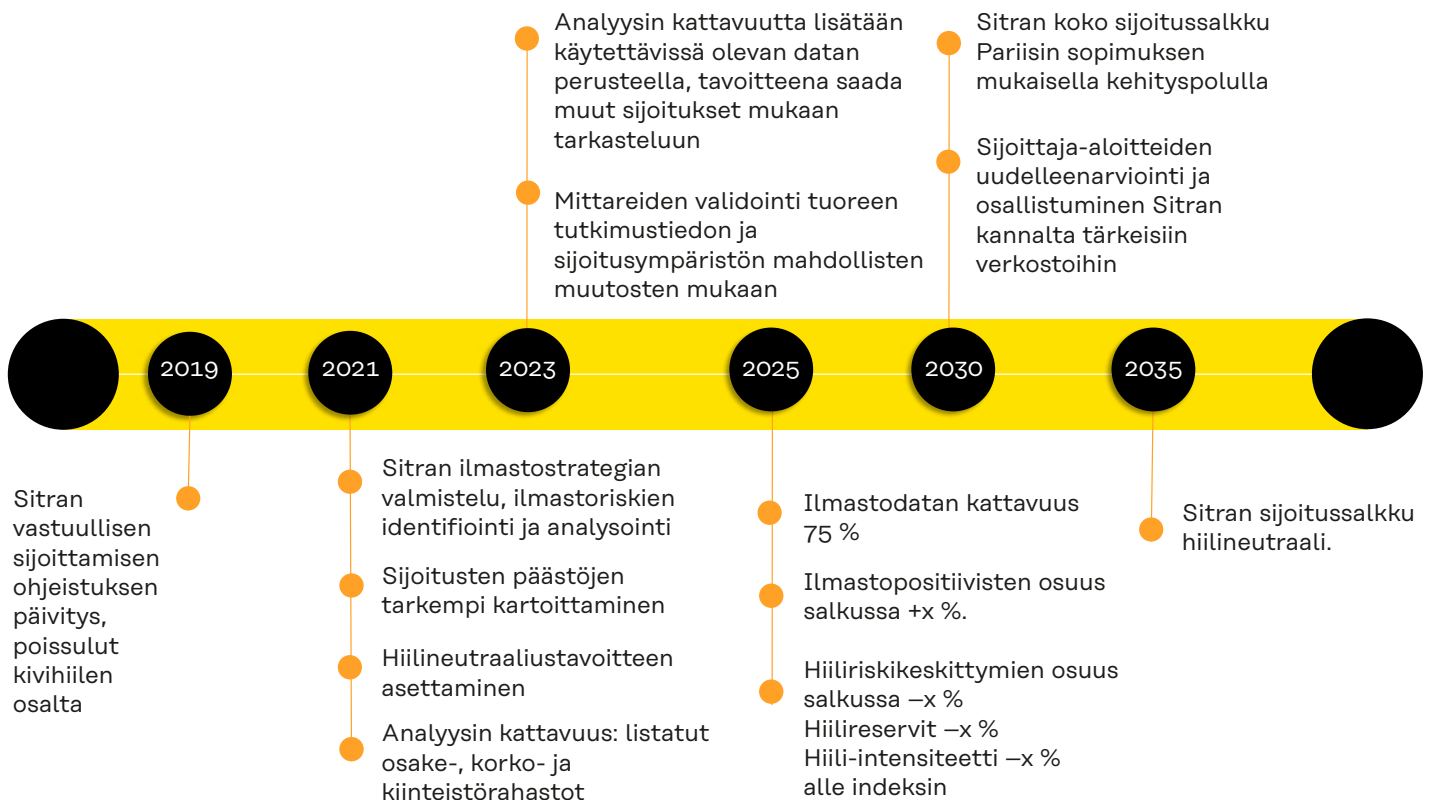 Analyysin kattavuutta lisätään
käytettävissä olevan datan
perusteella, tavoitteena saada
muut sijoitukset mukaan
tarkasteluun
Mittareiden validointi tuoreen
tutkimustiedon ja
sijoitusympäristön mahdollisten
muutosten mukaan
Sitran koko sijoitussalkku
Pariisin sopimuksen
mukaisella kehityspolulla
Sijoittaja-aloitteiden
uudelleenarviointi ja
osallistuminen Sitran
kannalta tärkeisiin
verkostoihin
2019
2021
2023
2025
2030
2035
Sitran
vastuullisen
sijoittamisen
ohjeistuksen
päivitys,
poissulut
kivihiilen
osalta
Sitran ilmastostrategian
valmistelu, ilmastoriskien
identifiointi ja analysointi
Sijoitusten päästöjen
tarkempi kartoittaminen
Hiilineutraaliustavoitteen
asettaminen
Analyysin kattavuus: listatut
osake-, korko- ja
kiinteistörahastot
Ilmastodatan kattavuus
75 %
Ilmastopositiivisten osuus
salkussa +x %.
Hiiliriskikeskittymien osuus
salkussa –x %
Hiilireservit –x %
Hiili-intensiteetti –x %
alle indeksin
Sitran sijoitussalkku
hiilineutraali.